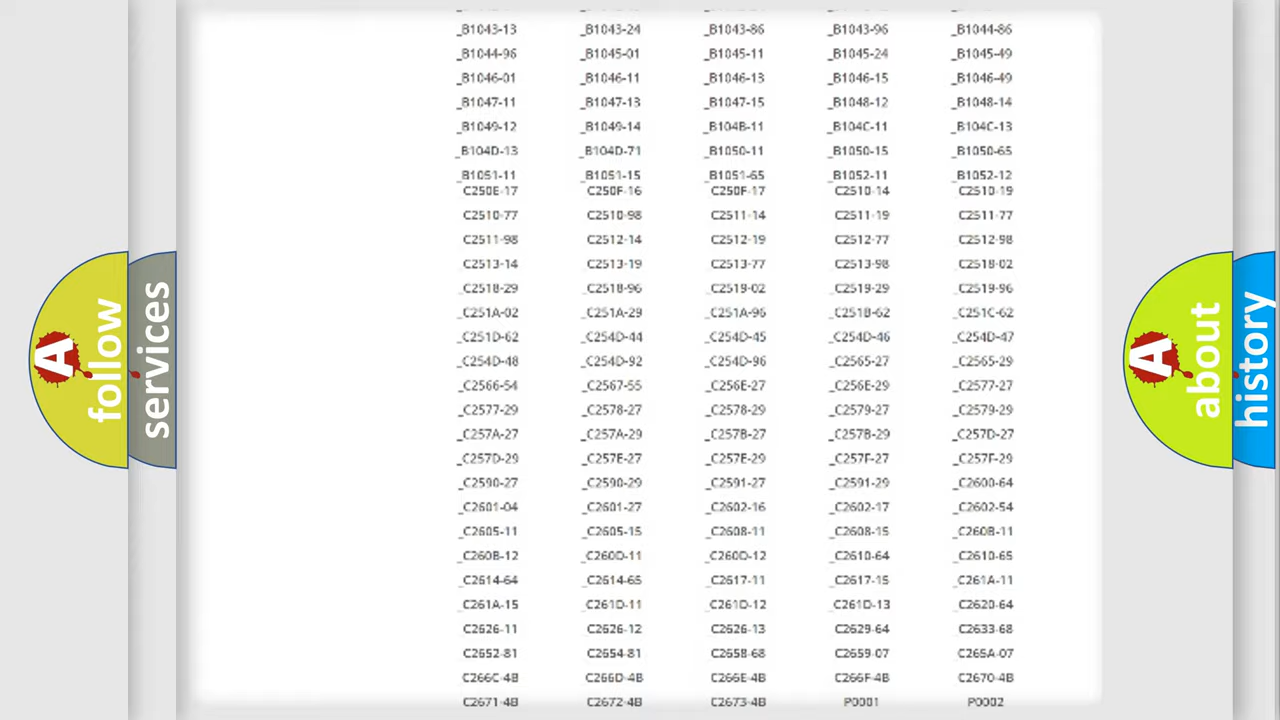 _B1043-13 _B1043-24 _B1043-86 _B1043-96 _B1044-86
_B1044-96 _B1045-01 _B1045-11 _B1045-24 _B1045-49
_B1046-01 _B1046-11 _B1046-13 _B1046-15 _B1046-49
_B1047-11 _B1047-13 _B1047-15 _B1048-12 _B1048-14
_B1049-12 _B1049-14 _B104B-11 _B104C-11 _B104C-13
_B104D-13 _B104D-71 _B1050-11 _B1050-15 _B1050-65
_B1051-11 _B1051-15 _B1051-65 _B1052-11 _B1052-12
C250E-17 C250F-16 C250F-17 C2510-14 C2510-19
C2510-77 C2510-98 C2511-14 C2511-19 C2511-77
C2511-98 C2512-14 C2512-19 C2512-77 C2512-98
C2513-14 C2513-19 C2513-77 C2513-98 C2518-02
_C2518-29 _C2518-96 _C2519-02 _C2519-29 _C2519-96
_C251A-02 _C251A-29 _C251A-96 _C251B-62 _C251C-62
_C251D-62 _C254D-44 _C254D-45 _C254D-46 _C254D-47
_C254D-48 _C254D-92 _C254D-96 _C2565-27 _C2565-29
_C2566-54 _C2567-55 _C256E-27 _C256E-29 _C2577-27
_C2577-29 _C2578-27 _C2578-29 _C2579-27 _C2579-29
_C257A-27 _C257A-29 _C257B-27 _C257B-29 _C257D-27
_C257D-29 _C257E-27 _C257E-29 _C257F-27 _C257F-29
_C2590-27 _C2590-29 _C2591-27 _C2591-29 _C2600-64
_C2601-04 _C2601-27 _C2602-16 _C2602-17 _C2602-54
_C2605-11 _C2605-15 _C2608-11 _C2608-15 _C260B-11
_C260B-12 _C260D-11 _C260D-12 _C2610-64 _C2610-65
_C2614-64 _C2614-65 _C2617-11 _C2617-15 _C261A-11
_C261A-15 _C261D-11 _C261D-12 _C261D-13 _C2620-64
C2626-11 C2626-12 C2626-13 C2629-64 C2633-68
C2652-81 C2654-81 C2658-68 C2659-07 C265A-07
C266C-4B C266D-4B C266E-4B C266F-4B C2670-4B
C2671-4B C2672-4B C2673-4B P0001 P0002
A follow
services
A about
history